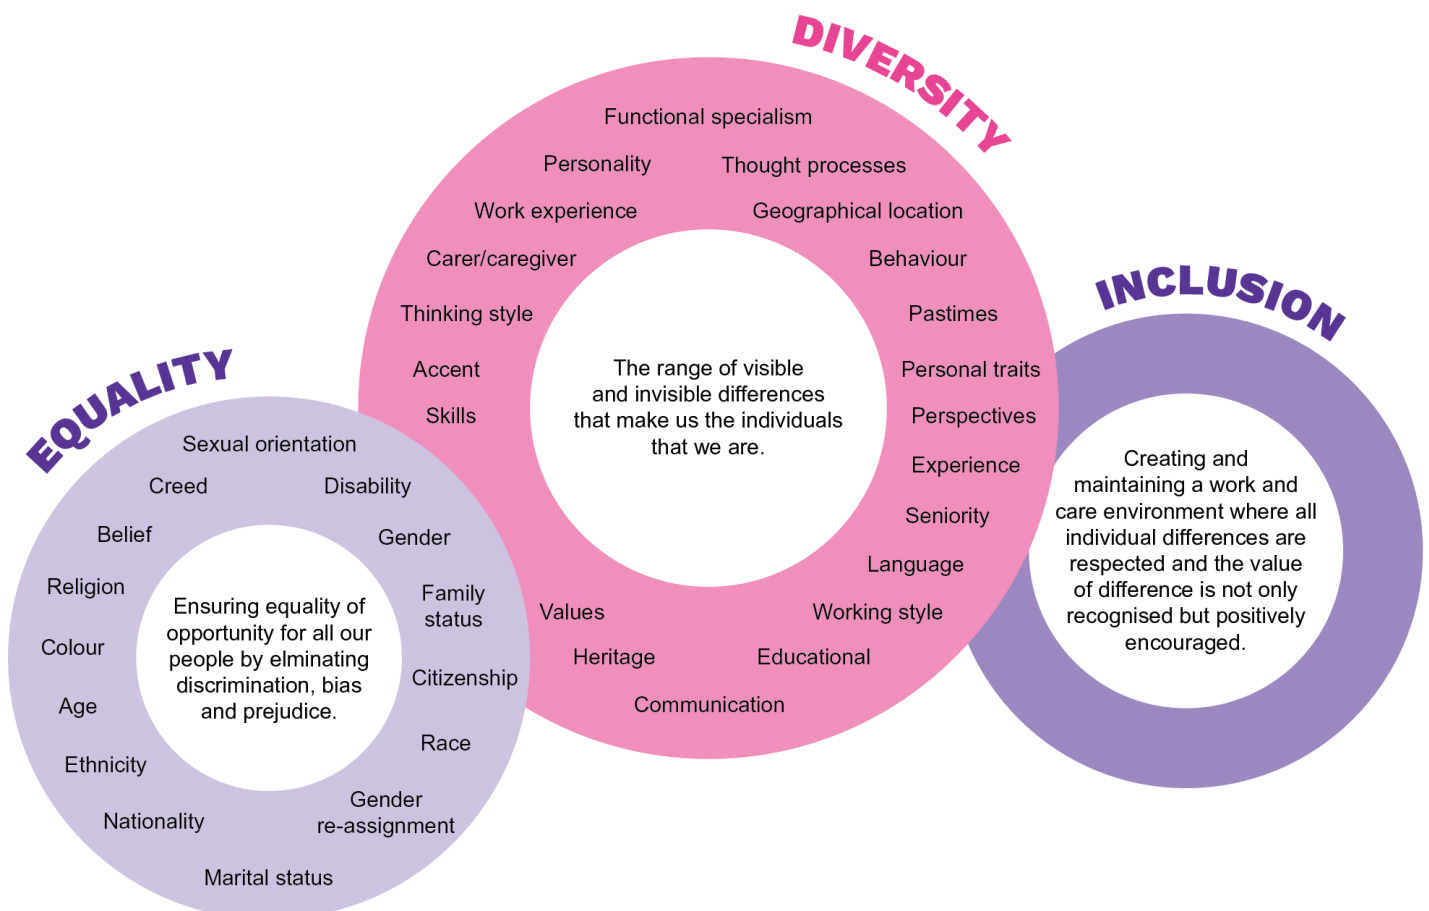 EQUALITY
Sexual orientation
Creed
Disability
Belief
Gender
Religion
Family
status
Colour
Citizenship
Age
Race
Ethnicity
Gender
re-assignment
Nationality
Marital status
Ensuring equality of
opportunity for all our
people by elminating
discrimination, bias
and prejudice.
DIVERSITY
Functional specialism
Personality
Thought processes
Work experience
Geographical location
Carer/caregiver
Behaviour
Thinking style
Pastimes
Accent
Personal traits
Skills
Perspectives
Experience
Seniority
Language
Values
Working style
Heritage
Educational
Communication
The range of visible
and invisible differences
that make us the individuals
that we are.
INCLUSION
Creating and
maintaining a work and
care environment where all
individual differences are
respected and the value
of difference is not only
recognised but positively
encouraged.